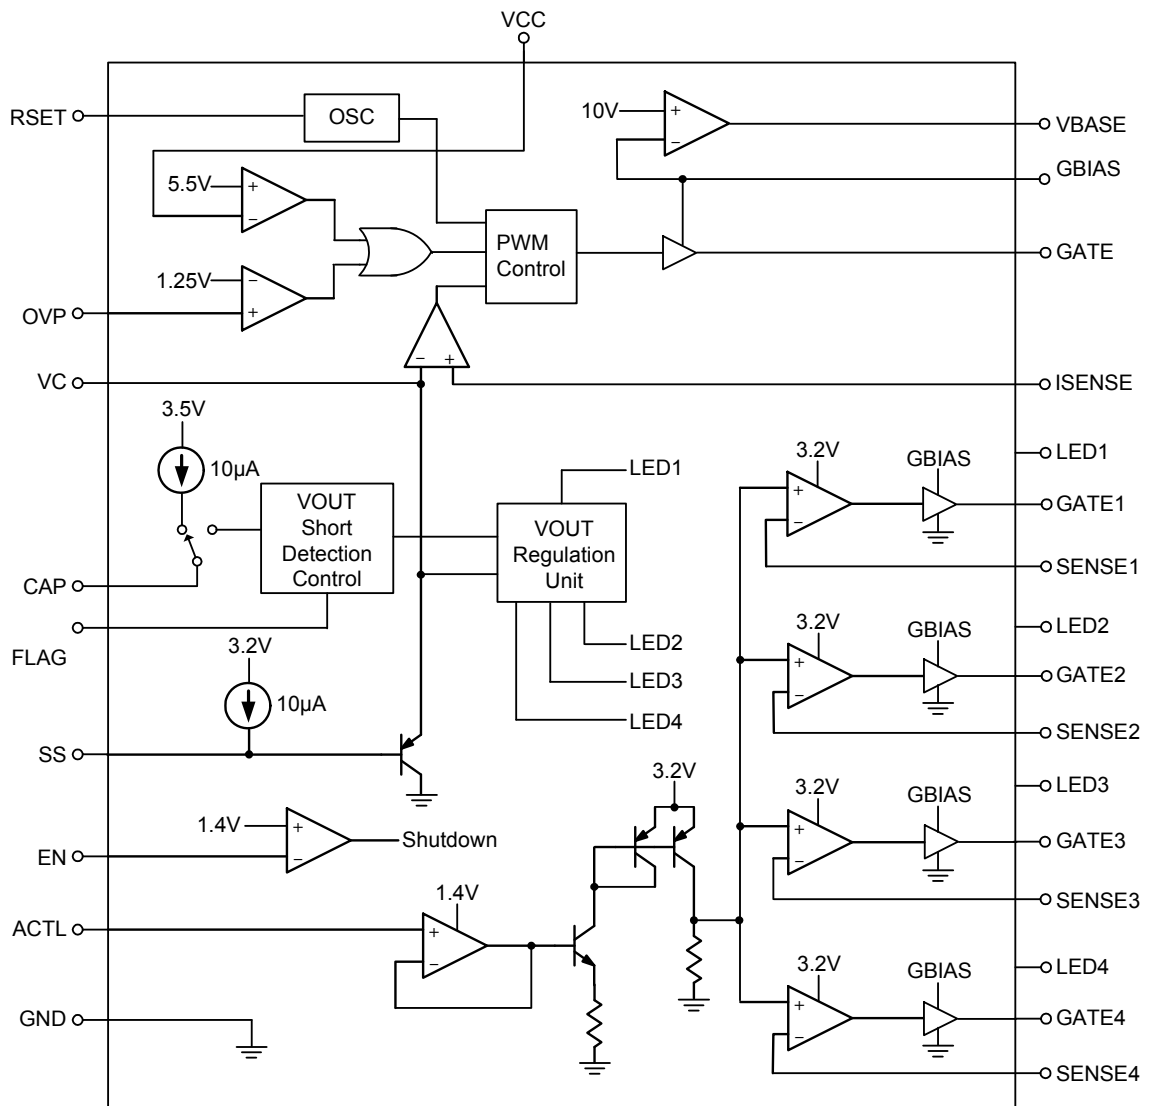 VCC
RSET
OSC
10V
+
−
VBASE
GBIAS
5.5V
+
−
PWM
Control
GATE
1.25V
−
+
OVP
−
+
VC
ISENSE
3.5V
10µA
VOUT
Short
Detection
Control
LED1
VOUT
Regulation
Unit
LED2
LED3
LED4
CAP
FLAG
3.2V
10µA
SS
1.4V
+
−
Shutdown
EN
ACTL
1.4V
+
−
3.2V
GND
3.2V
+
−
GBIAS
LED1
GATE1
SENSE1
3.2V
+
−
GBIAS
LED2
GATE2
SENSE2
3.2V
+
−
GBIAS
LED3
GATE3
SENSE3
3.2V
+
−
GBIAS
LED4
GATE4
SENSE4